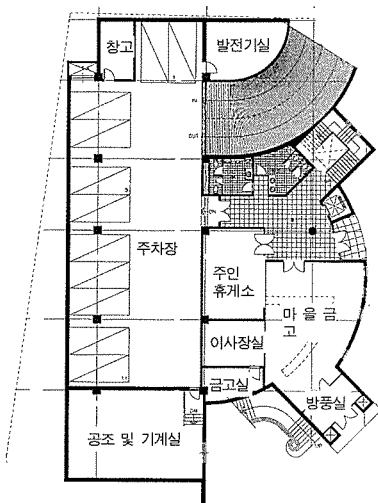 창고
발전기실
주차장
주인
휴게소
마을금
고
이사장실
금고실
방풍실
공조 및 기계실